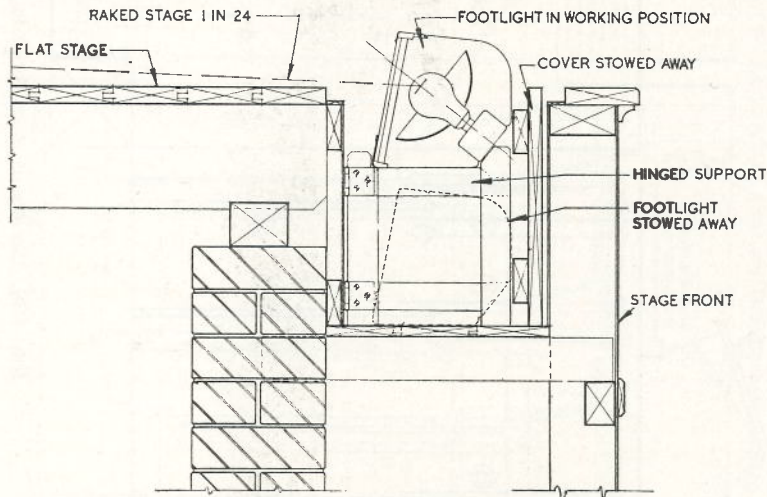 RAKED STAGE 1 IN 24
FOOTLIGHT IN WORKING POSITION
FLAT STAGE
COVER STOWED AWAY
HINGED SUPPORT
FOOTLIGHT
STOWED AWAY
STAGE FRONT